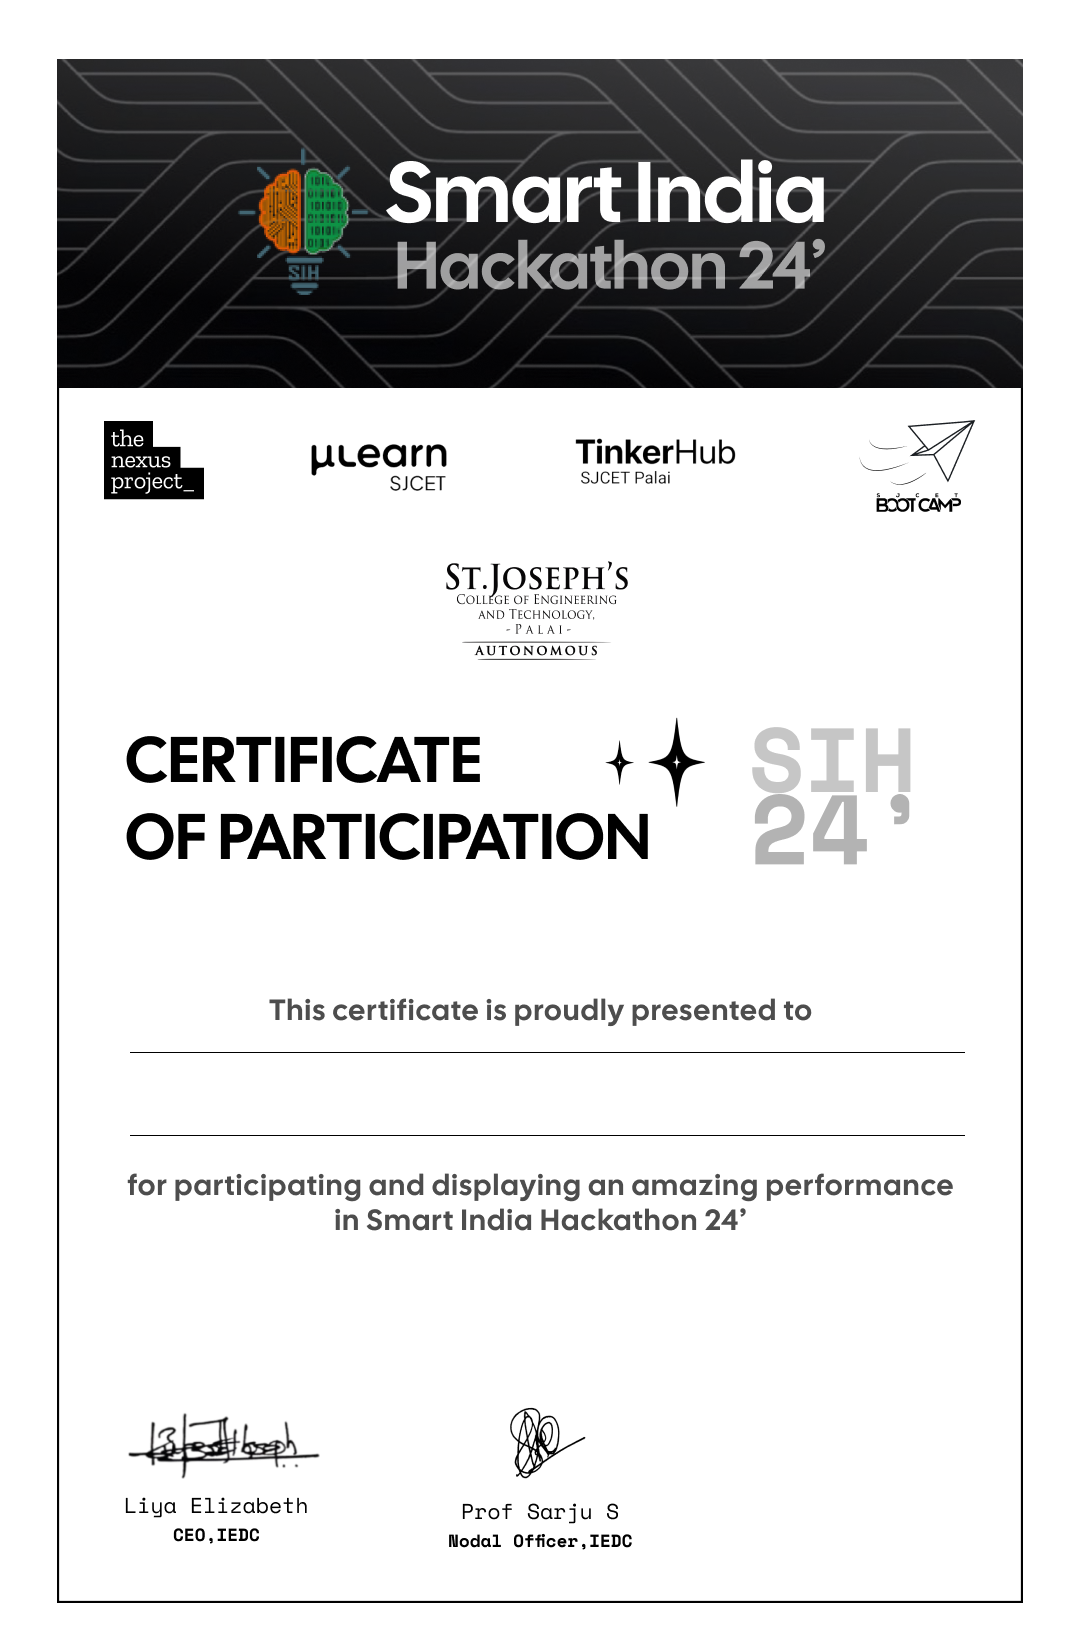 Smart India
Hackathon 24’
SIH
the
nexus
project_
µLearn
SJCET
TinkerHub
SJCET Palai
SJCET
BOOT CAMP
ST.JOSEPH’S
COLLEGE OF ENGINEERING
AND TECHNOLOGY,
-PALAI-
AUTONOMOUS
CERTIFICATE
OF PARTICIPATION
SIH
24’
This certificate is proudly presented to
for participating and displaying an amazing performance
in Smart India Hackathon 24’
Liya Elizabeth
CEO,IEDC
Prof Sarju S
Nodal Officer,IEDC